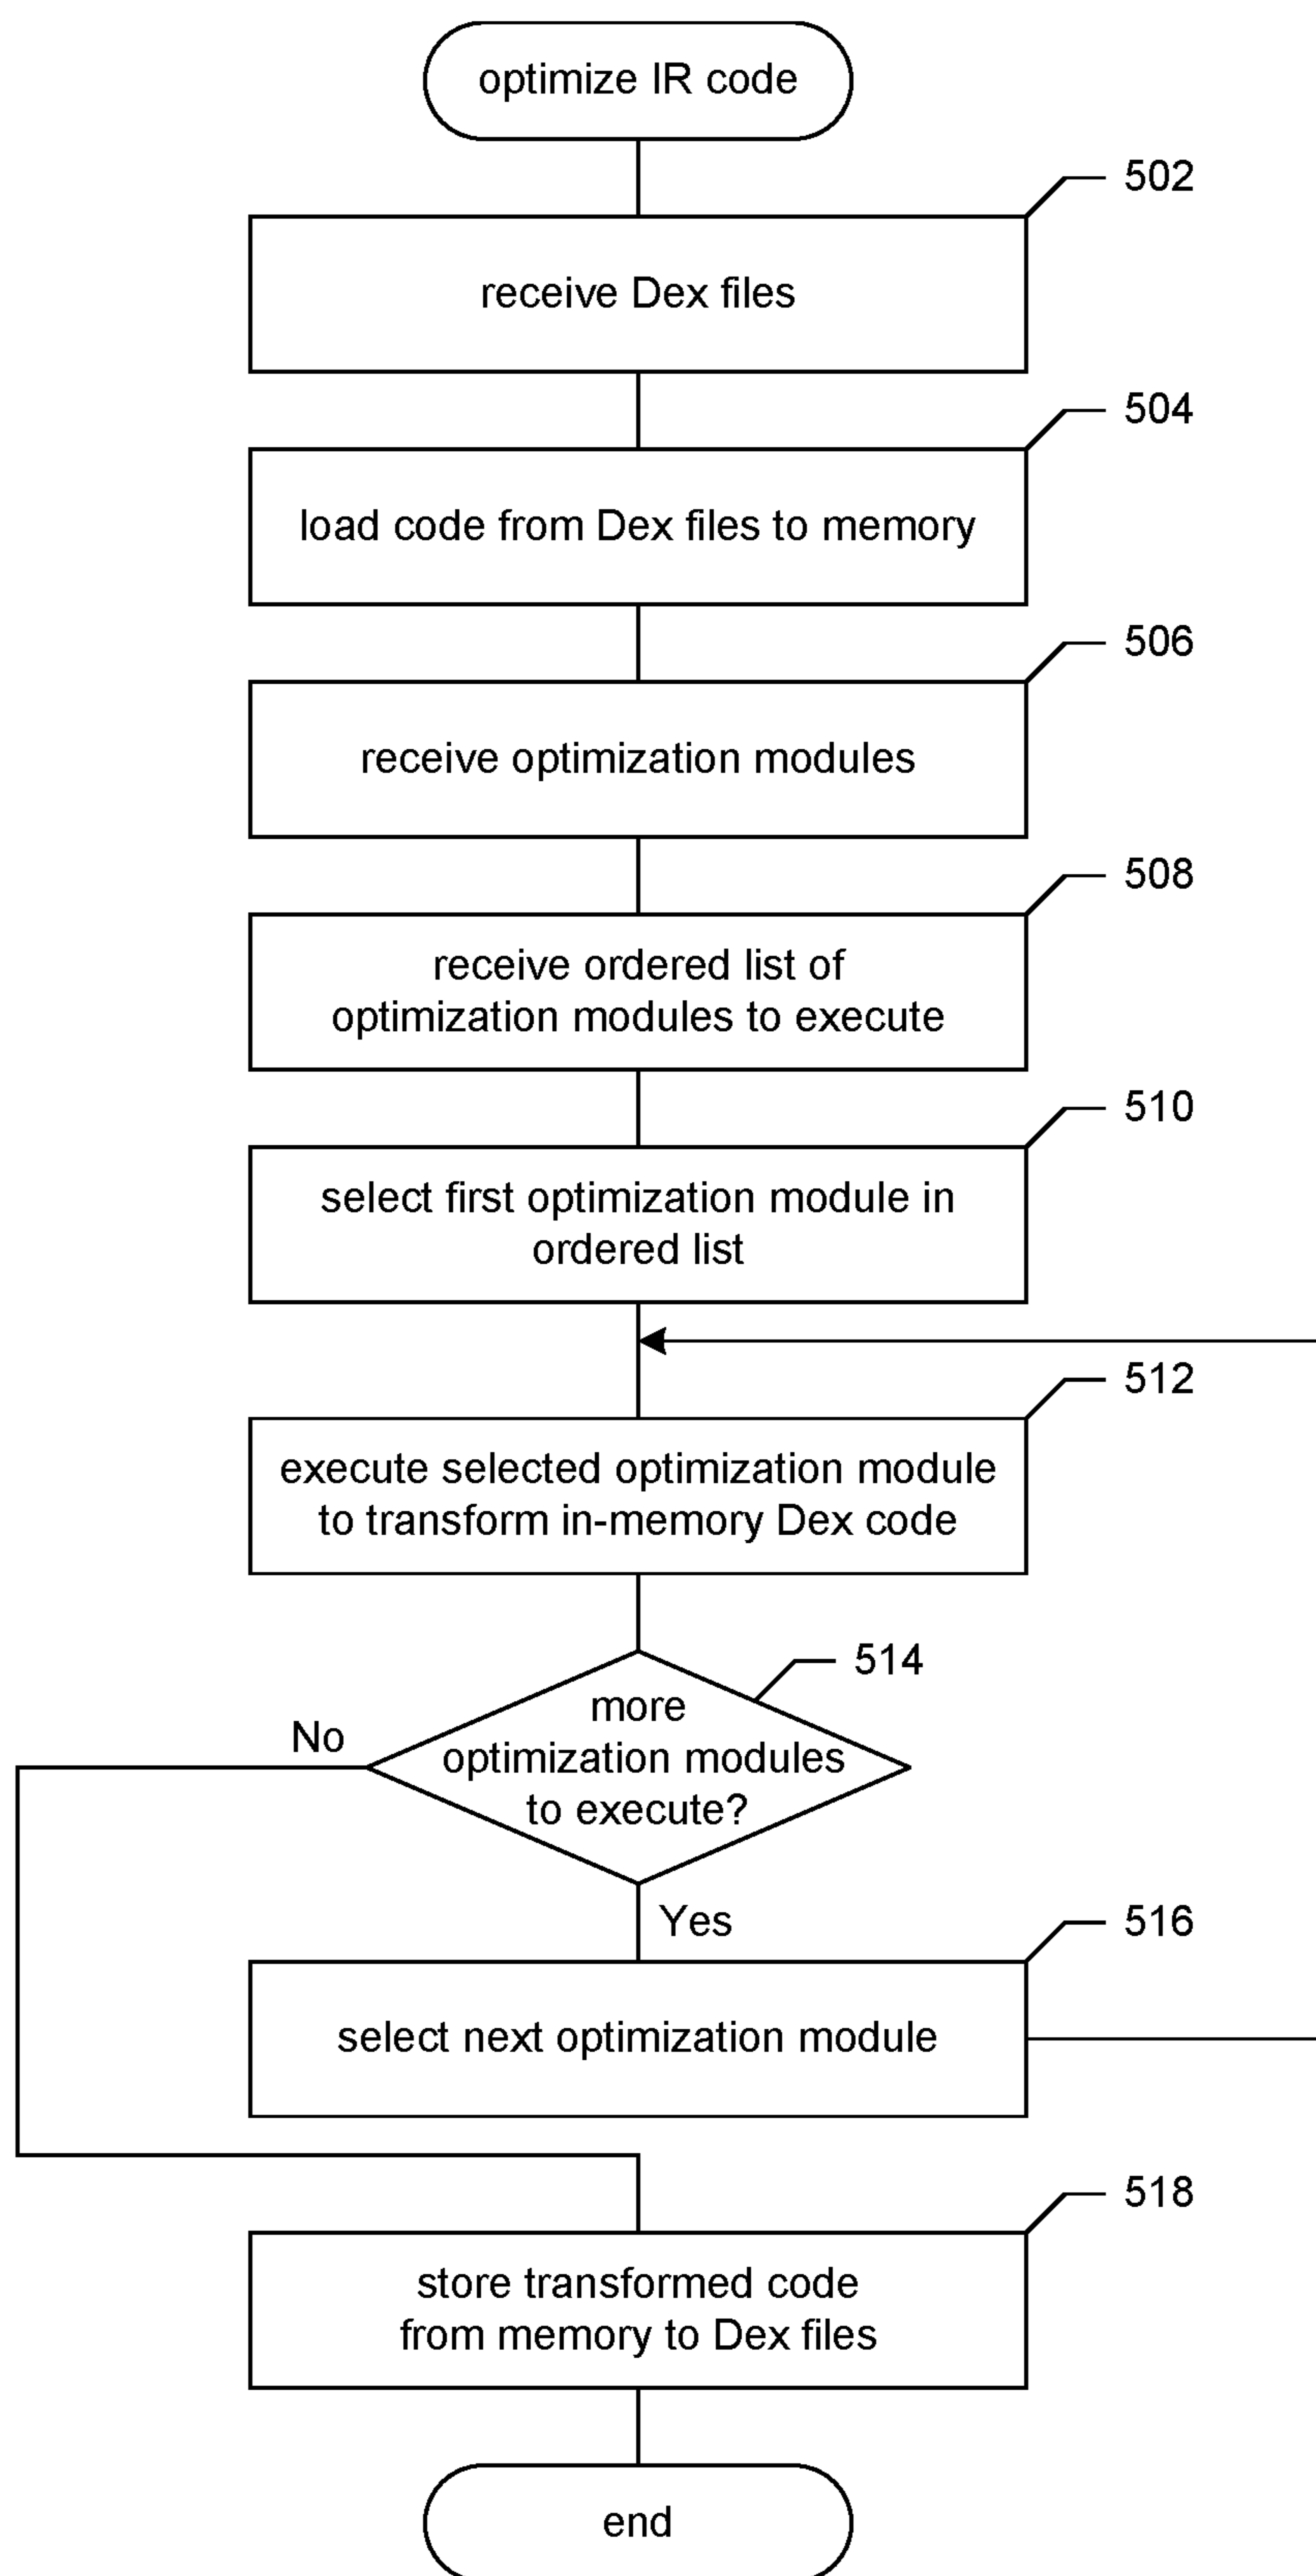 optimize IR code
502
receive Dex files
504
load code from Dex files to memory
506
receive optimization modules
508
receive ordered list of
optimization modules to execute
510
select first optimization module in
ordered list
512
execute selected optimization module
to transform in-memory Dex code
514
more
optimization modules
to execute?
No
Yes
516
select next optimization module
518
store transformed code
from memory to Dex files
end